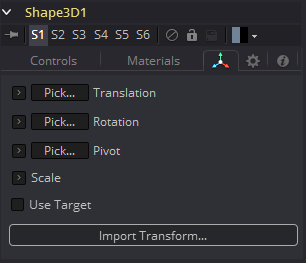 Shape3D1
S1 S2 S3 S4 S5 S6
Controls Materials
Pick... Translation
Pick... Rotation
Pick... Pivot
Scale
Use Target
Import Transform...